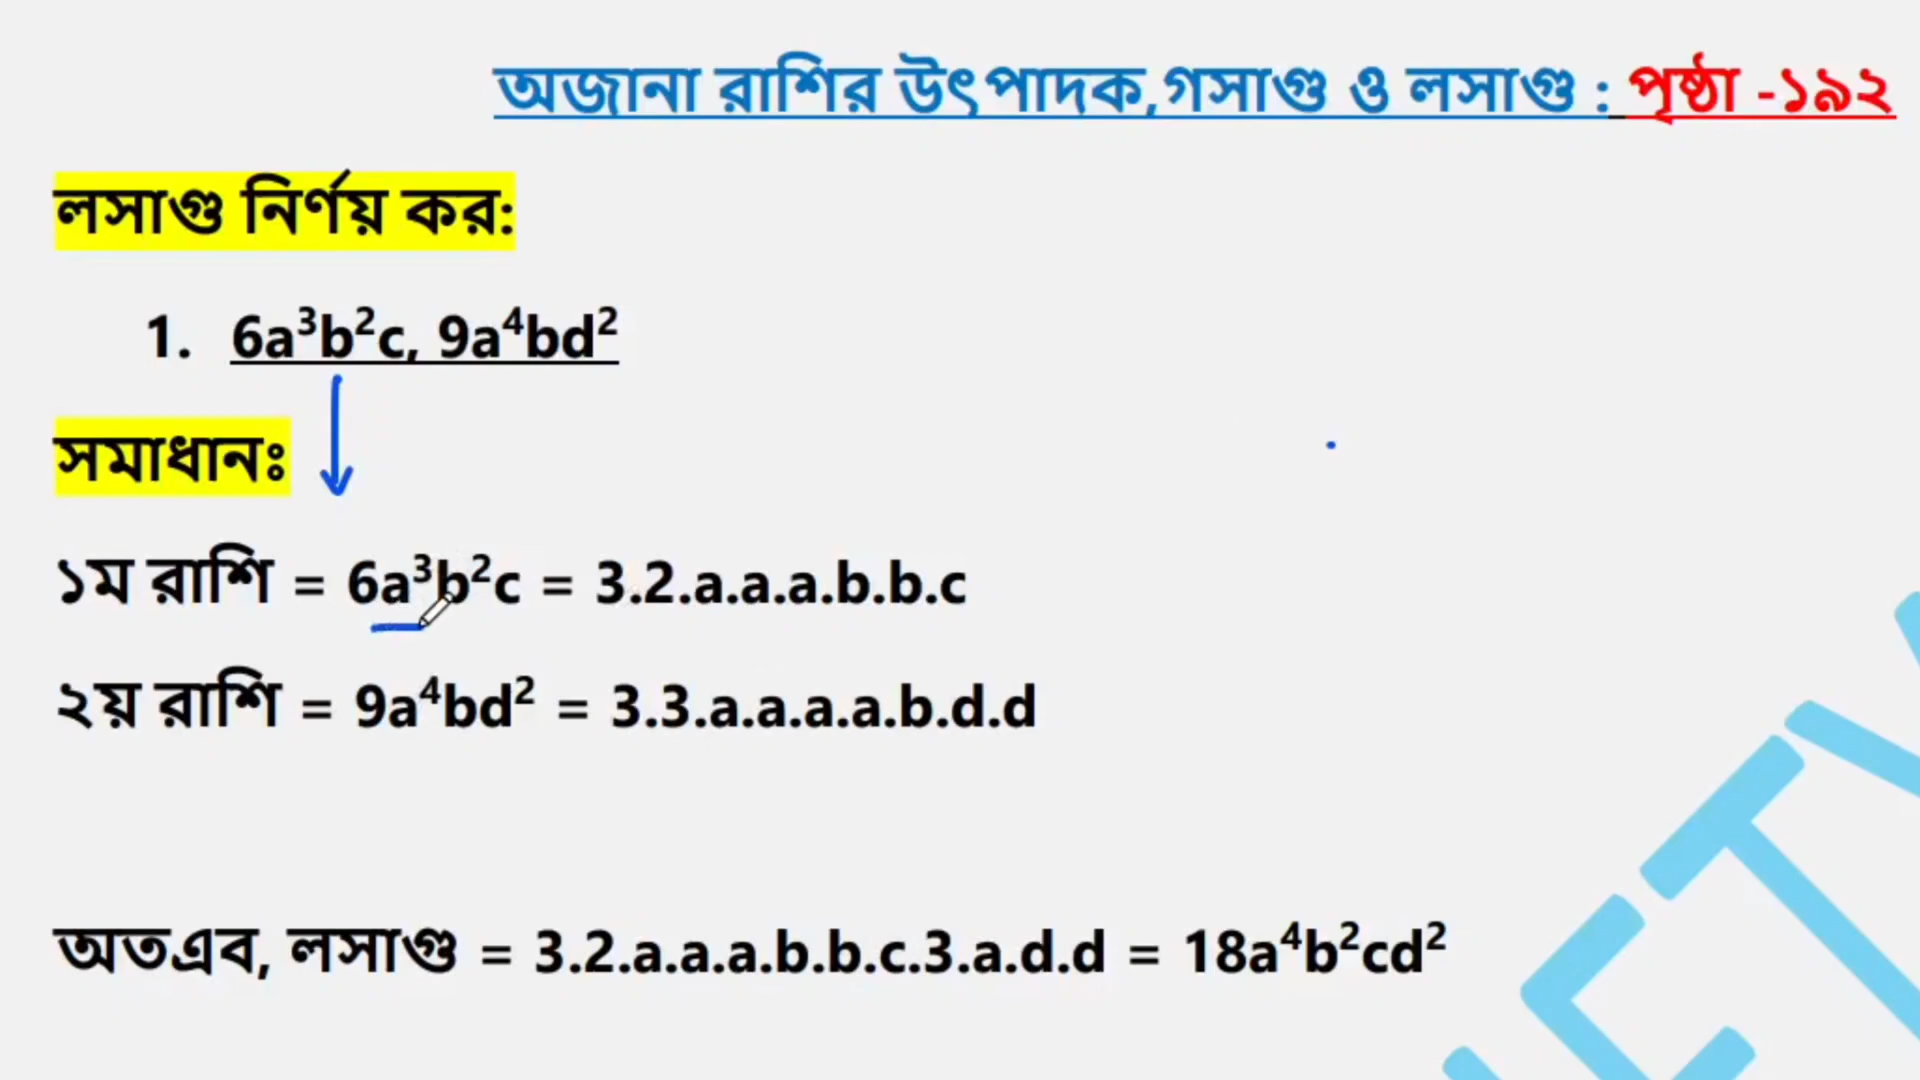 অজানা রাশির উৎপাদক,গসাগু ও লসাগু : পৃষ্ঠা -১৯২
লসাগু নির্ণয় কর:
1. 6a³b²c, 9a⁴bd²
সমাধানঃ
১ম রাশি = 6a³b²c = 3.2.a.a.a.b.b.c
২য় রাশি = 9a⁴bd² = 3.3.a.a.a.a.b.d.d
অতএব, লসাগু = 3.2.a.a.a.b.b.c.3.a.d.d = 18a⁴b²cd²